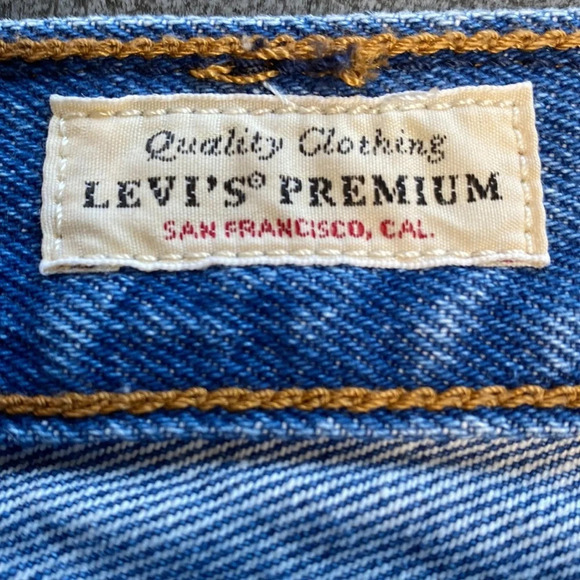 Quality Clothing
LEVI'S® PREMIUM
SAN FRANCISCO, CAL.